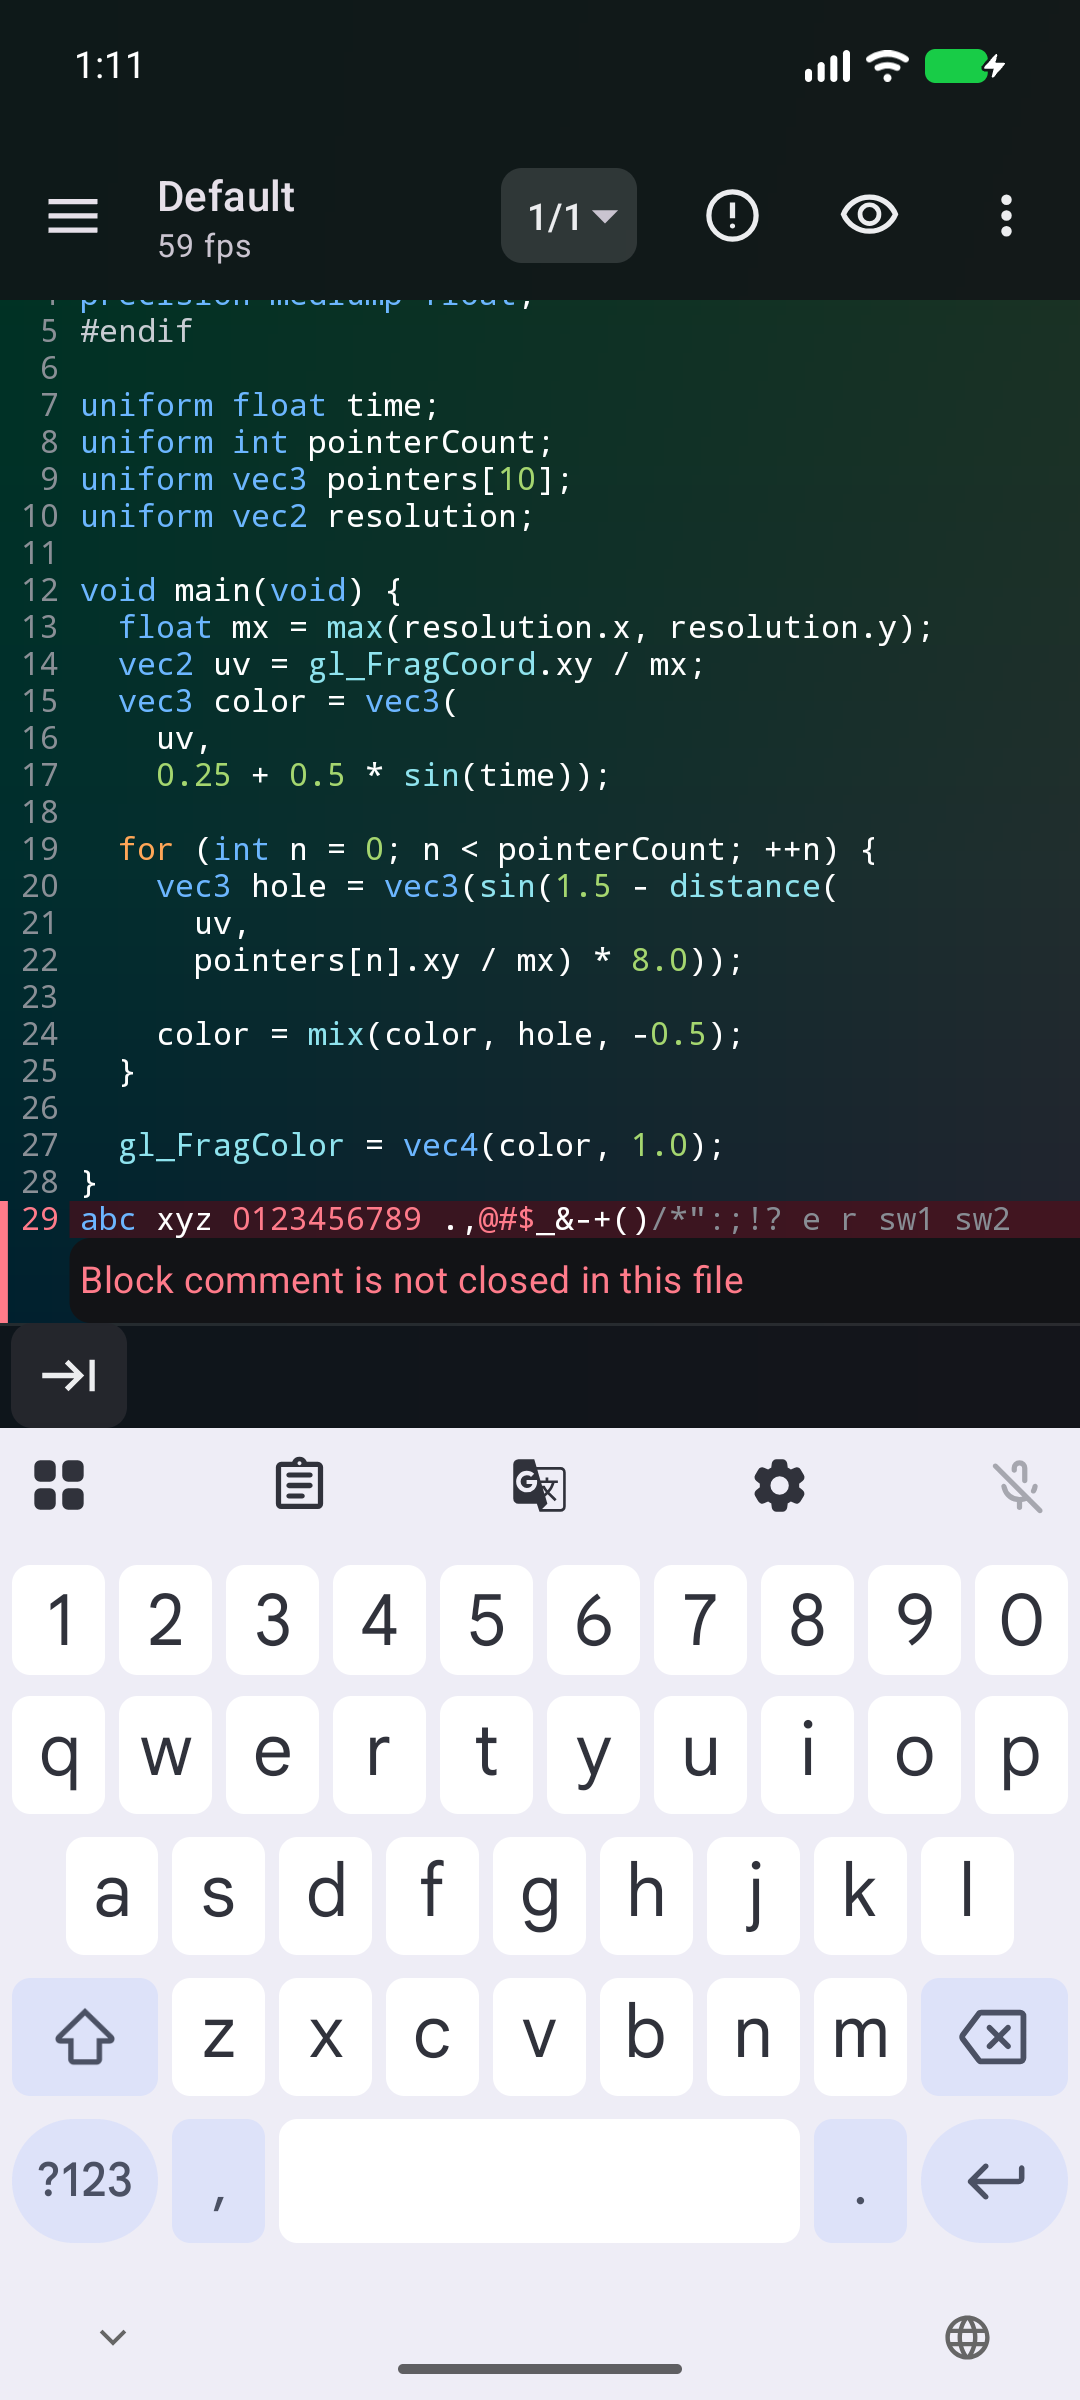 1:11
Default
59 fps
1/1
4 precision mediump float;
5 #endif
6
7 uniform float time;
8 uniform int pointerCount;
9 uniform vec3 pointers[10];
10 uniform vec2 resolution;
11
12 void main(void) {
13   float mx = max(resolution.x, resolution.y);
14   vec2 uv = gl_FragCoord.xy / mx;
15   vec3 color = vec3(
16     uv,
17     0.25 + 0.5 * sin(time));
18
19   for (int n = 0; n < pointerCount; ++n) {
20     vec3 hole = vec3(sin(1.5 - distance(
21       uv,
22       pointers[n].xy / mx) * 8.0));
23
24     color = mix(color, hole, -0.5);
25   }
26
27   gl_FragColor = vec4(color, 1.0);
28 }
29 abc xyz 0123456789 .,@#$_&-+()/*":;!? e r sw1 sw2
Block comment is not closed in this file
1 2 3 4 5 6 7 8 9 0
q w e r t y u i o p
a s d f g h j k l
z x c v b n m
?123 , .